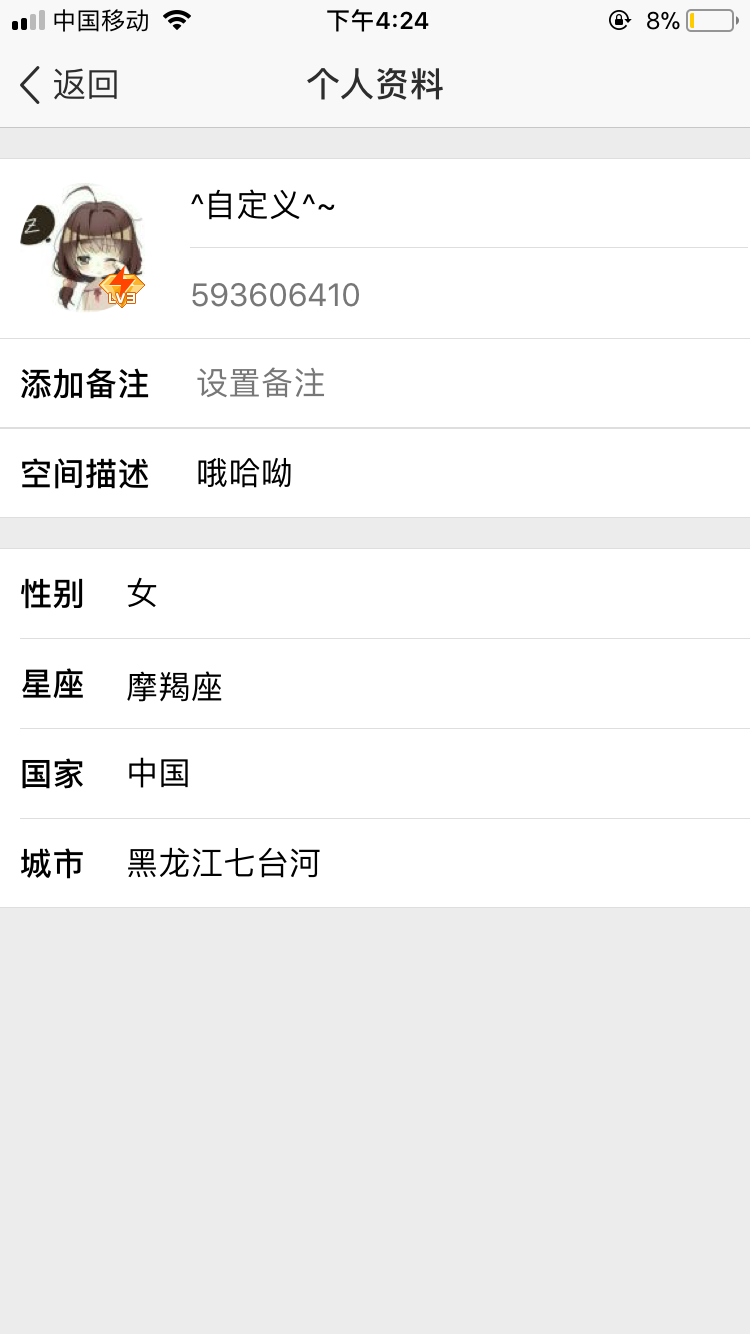 中国移动 下午4:24 8%
返回 个人资料
^自定义^~
Z
LV3
593606410
添加备注 设置备注
空间描述 哦哈呦
性别 女
星座 摩羯座
国家 中国
城市 黑龙江七台河